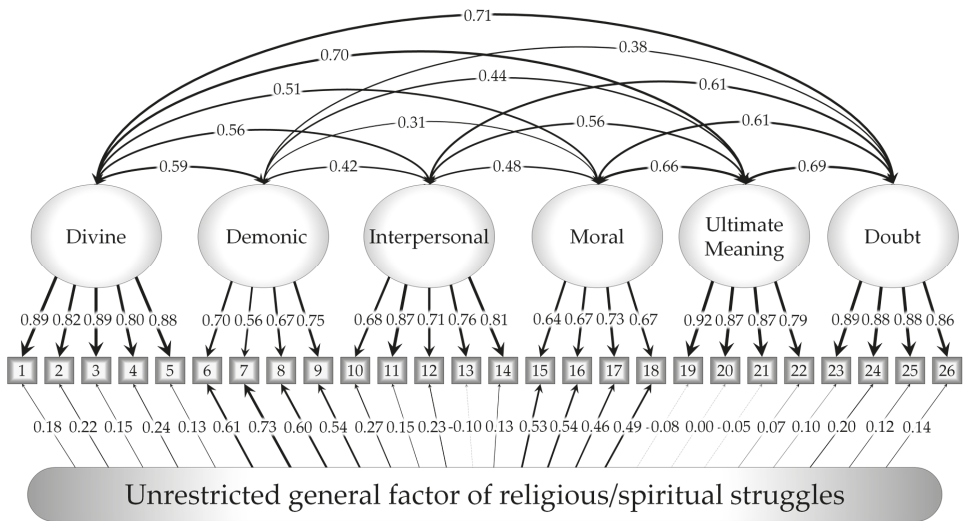 0.71
0.38
0.70
0.44
0.61
0.51
0.31
0.56
0.61
0.56
0.59
0.42
0.48
0.66
0.69
Divine
Demonic
Interpersonal
Moral
Ultimate
Meaning
Doubt
0.89 0.82 0.89 0.80 0.88 0.70 0.56 0.67 0.75 0.68 0.87 0.71 0.76 0.81 0.64 0.67 0.73 0.67 0.92 0.87 0.87 0.79 0.89 0.88 0.88 0.86
1 2 3 4 5 6 7 8 9 10 11 12 13 14 15 16 17 18 19 20 21 22 23 24 25 26
0.18 0.22 0.15 0.24 0.13 0.61 0.73 0.60 0.54 0.27 0.15 0.23 -0.10 0.13 0.53 0.54 0.46 0.49 -0.08 0.00 -0.05 0.07 0.10 0.20 0.12 0.14
Unrestricted general factor of religious/spiritual struggles